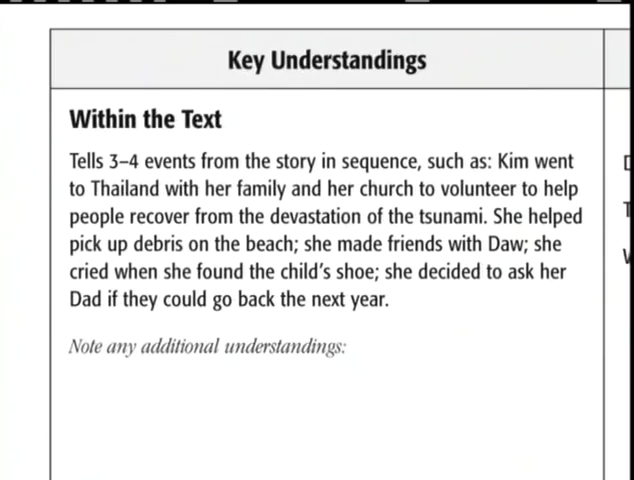 Key Understandings
Within the Text
Tells 3–4 events from the story in sequence, such as: Kim went
to Thailand with her family and her church to volunteer to help
people recover from the devastation of the tsunami. She helped
pick up debris on the beach; she made friends with Daw; she
cried when she found the child's shoe; she decided to ask her
Dad if they could go back the next year.
Note any additional understandings: